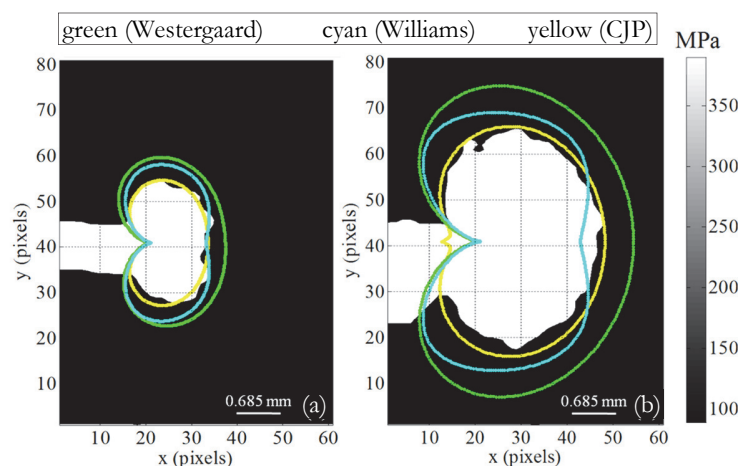 green (Westergaard) cyan (Williams) yellow (CJP)
MPa
80
70
60
50
40
30
20
10
y (pixels)
10 20 30 40 50 60
x (pixels)
0.685 mm (a)
80
70
60
50
40
30
20
10
y (pixels)
10 20 30 40 50 60
x (pixels)
0.685 mm (b)
350
300
250
200
150
100